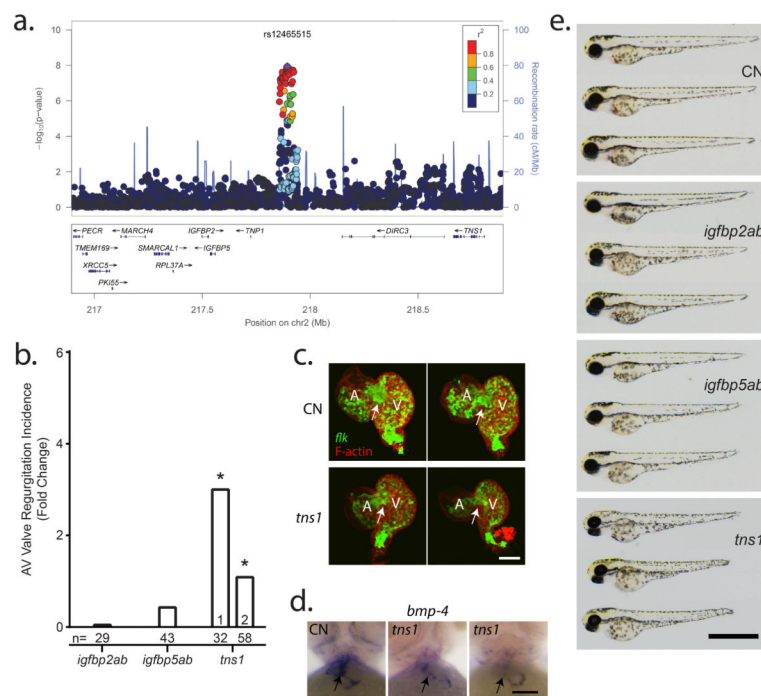 a.
rs12465515
10
8
6
4
2
0
−log10(p-value)
100
80
60
40
20
0
Recombination rate (cM/Mb)
r2
0.8
0.6
0.4
0.2
←PECR ←MARCH4 IGFBP2→ ←TNP1 ←DIRC3 ←TNS1
TMEM169→ SMARCAL1→ ←IGFBP5
XRCC5→ RPL37A→
PKI55→
217 217.5 218 218.5
Position on chr2 (Mb)
b.
AV Valve Regurgitation Incidence
(Fold Change)
6
4
2
0
*
*
1 2
n= 29 43 32 58
igfbp2ab igfbp5ab tns1
c.
CN
A V A V
flk
F-actin
tns1
A V A V
d.
bmp-4
CN tns1 tns1
e.
CN
igfbp2ab
igfbp5ab
tns1